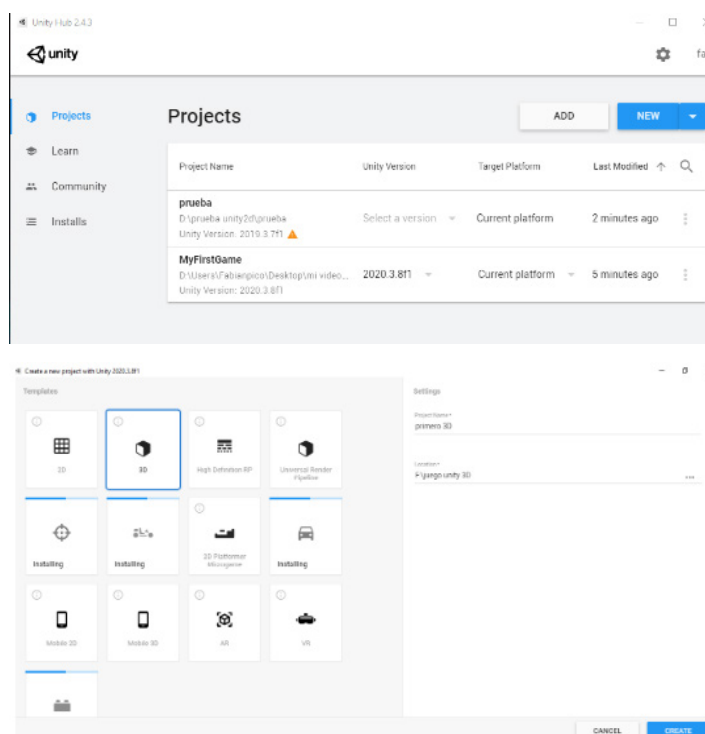 Unity Hub 2.4.3
unity
fa
Projects
Learn
Community
Installs
Projects
ADD
NEW
Project Name
Unity Version
Target Platform
Last Modified
prueba
D:\prueba unity2d\prueba
Unity Version: 2019.3.7f1
Select a version
Current platform
2 minutes ago
MyFirstGame
D:\Users\Fabianpico\Desktop\mi video...
Unity Version: 2020.3.8f1
2020.3.8f1
Current platform
5 minutes ago
Create a new project with Unity 2020.3.8f1
Templates
2D
3D
High Definition RP
Universal Render
Pipeline
Installing
Installing
2D Platformer
Microgame
Installing
Mobile 2D
Mobile 3D
AR
VR
Settings
Project Name*
primero 3D
Location*
F:\juego unity 3D
CANCEL
CREATE